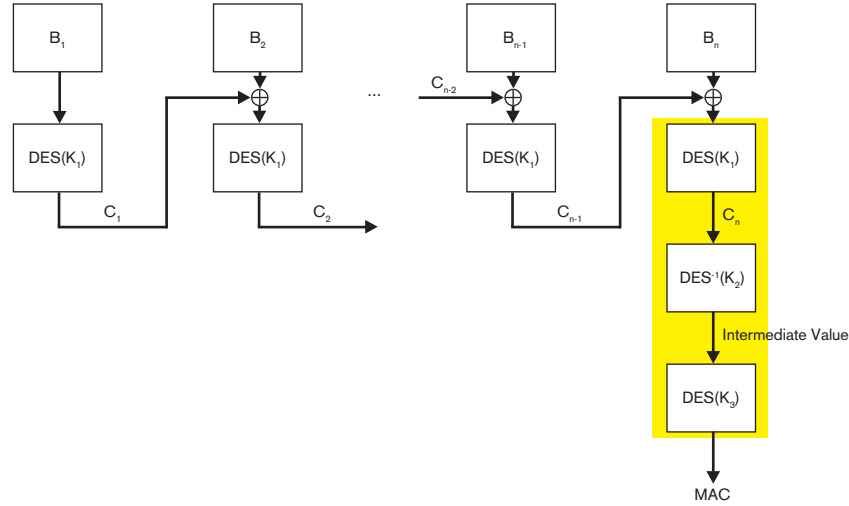 B₁ B₂ Bₙ₋₁ Bₙ
... Cₙ₋₂
DES(K₁) DES(K₁) DES(K₁) DES(K₁)
C₁ C₂ Cₙ₋₁ Cₙ
DES⁻¹(K₂)
Intermediate Value
DES(K₃)
MAC